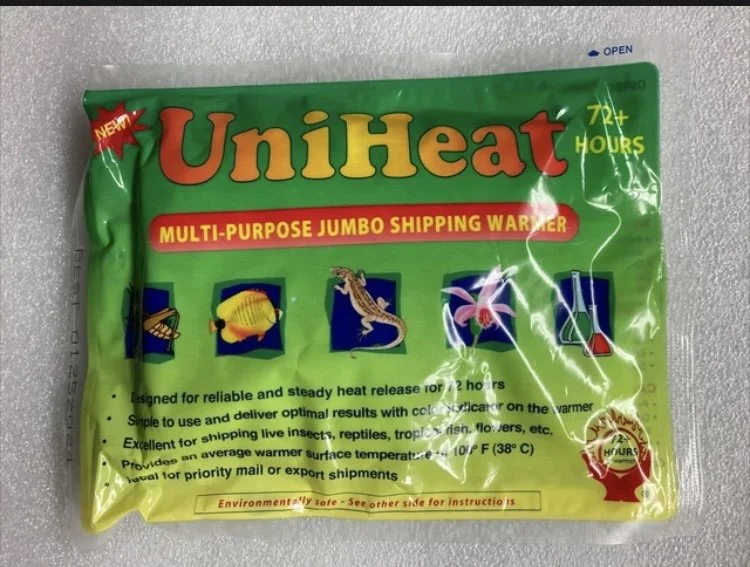 OPEN
NEW!
UniHeat®
72+
HOURS
MULTI-PURPOSE JUMBO SHIPPING WARMER
• Designed for reliable and steady heat release for 72 hours
• Simple to use and deliver optimal results with color indicator on the warmer
• Excellent for shipping live insects, reptiles, tropical fish, flowers, etc.
• Provides an average warmer surface temperature of 100° F (38° C)
• Ideal for priority mail or export shipments
72+
HOURS
Environmentally safe - See other side for instructions
BEST